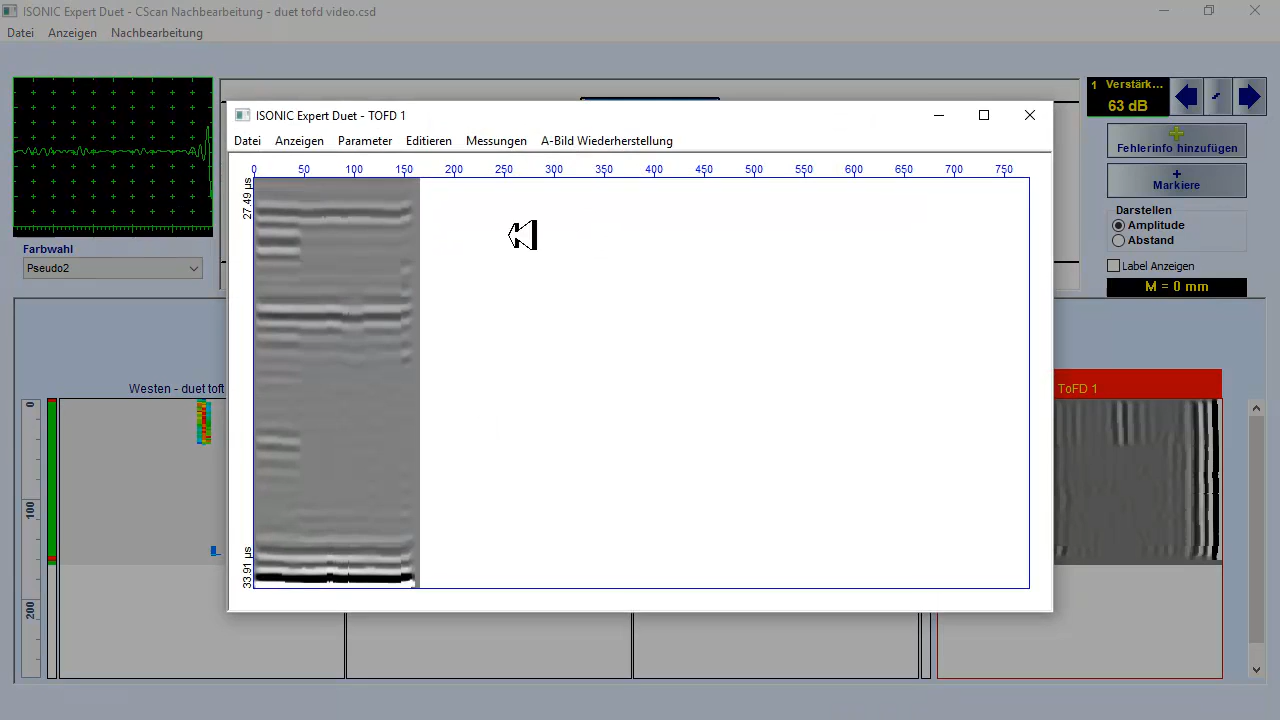 ISONIC Expert Duet - CScan Nachbearbeitung - duet tofd video.csd
Datei Anzeigen Nachbearbeitung
1 Verstärk...
63 dB
Fehlerinfo hinzufügen
Markiere
Darstellen
Amplitude
Abstand
Label Anzeigen
M = 0 mm
Farbwahl
Pseudo2
ISONIC Expert Duet - TOFD 1
Datei Anzeigen Parameter Editieren Messungen A-Bild Wiederherstellung
0 50 100 150 200 250 300 350 400 450 500 550 600 650 700 750
27.49 µs
33.91 µs
Westen - duet toft
ToFD 1
0
100
200